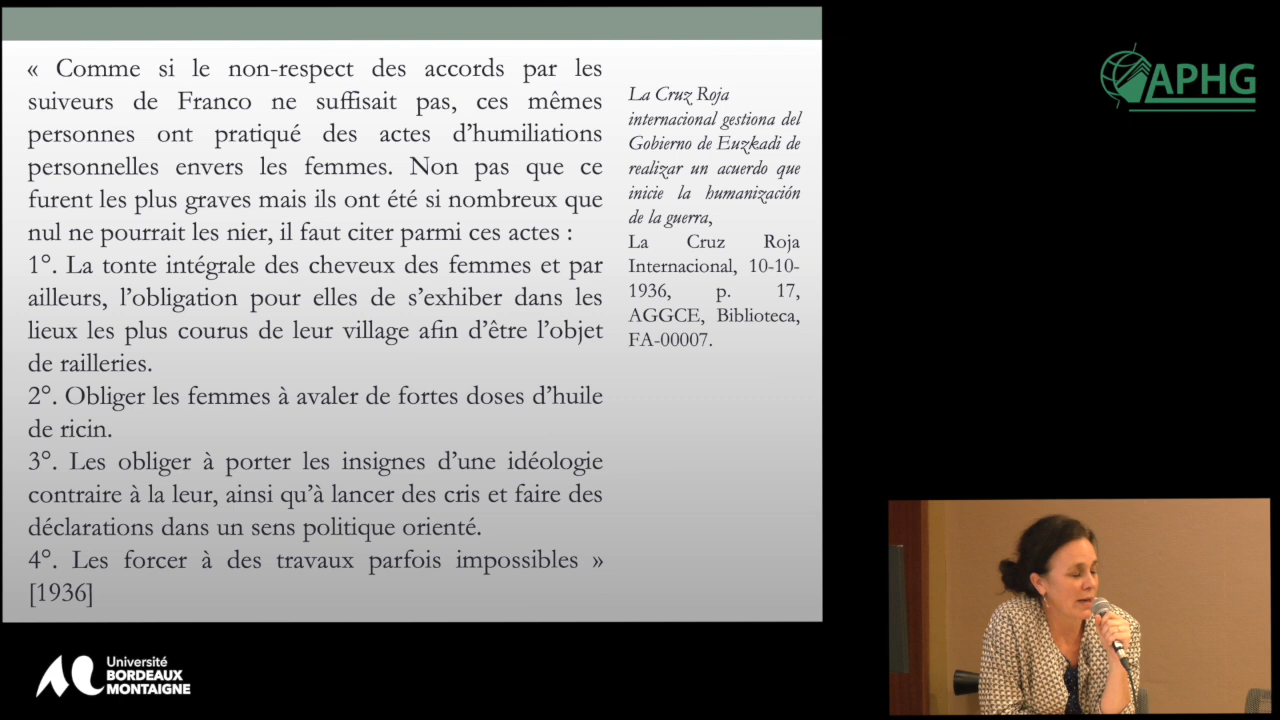 « Comme si le non-respect des accords par les
suiveurs de Franco ne suffisait pas, ces mêmes
personnes ont pratiqué des actes d’humiliations
personnelles envers les femmes. Non pas que ce
furent les plus graves mais ils ont été si nombreux que
nul ne pourrait les nier, il faut citer parmi ces actes :
1°. La tonte intégrale des cheveux des femmes et par
ailleurs, l’obligation pour elles de s’exhiber dans les
lieux les plus courus de leur village afin d’être l’objet
de railleries.
2°. Obliger les femmes à avaler de fortes doses d’huile
de ricin.
3°. Les obliger à porter les insignes d’une idéologie
contraire à la leur, ainsi qu’à lancer des cris et faire des
déclarations dans un sens politique orienté.
4°. Les forcer à des travaux parfois impossibles »
[1936]
La Cruz Roja
internacional gestiona del
Gobierno de Euzkadi de
realizar un acuerdo que
inicie la humanización
de la guerra,
La Cruz Roja
Internacional, 10-10-
1936, p. 17,
AGGCE, Biblioteca,
FA-00007.
APHG
Université
BORDEAUX
MONTAIGNE